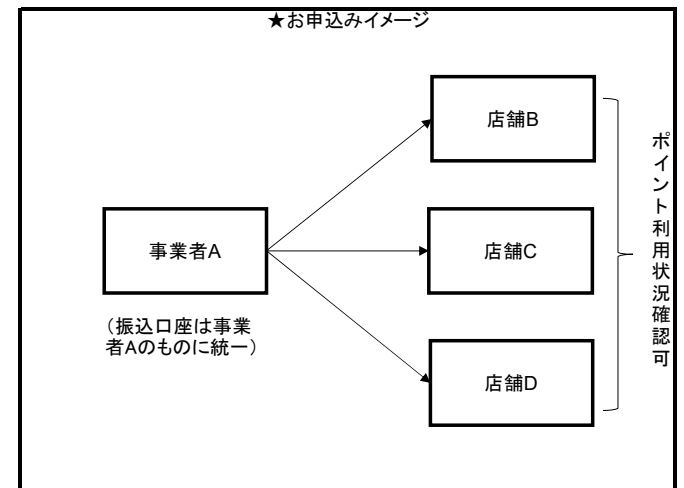 ★お申込みイメージ
店舗B
事業者A
店舗C
店舗D
（振込口座は事業
者Aのものに統一）
ポイント利用状況確認可